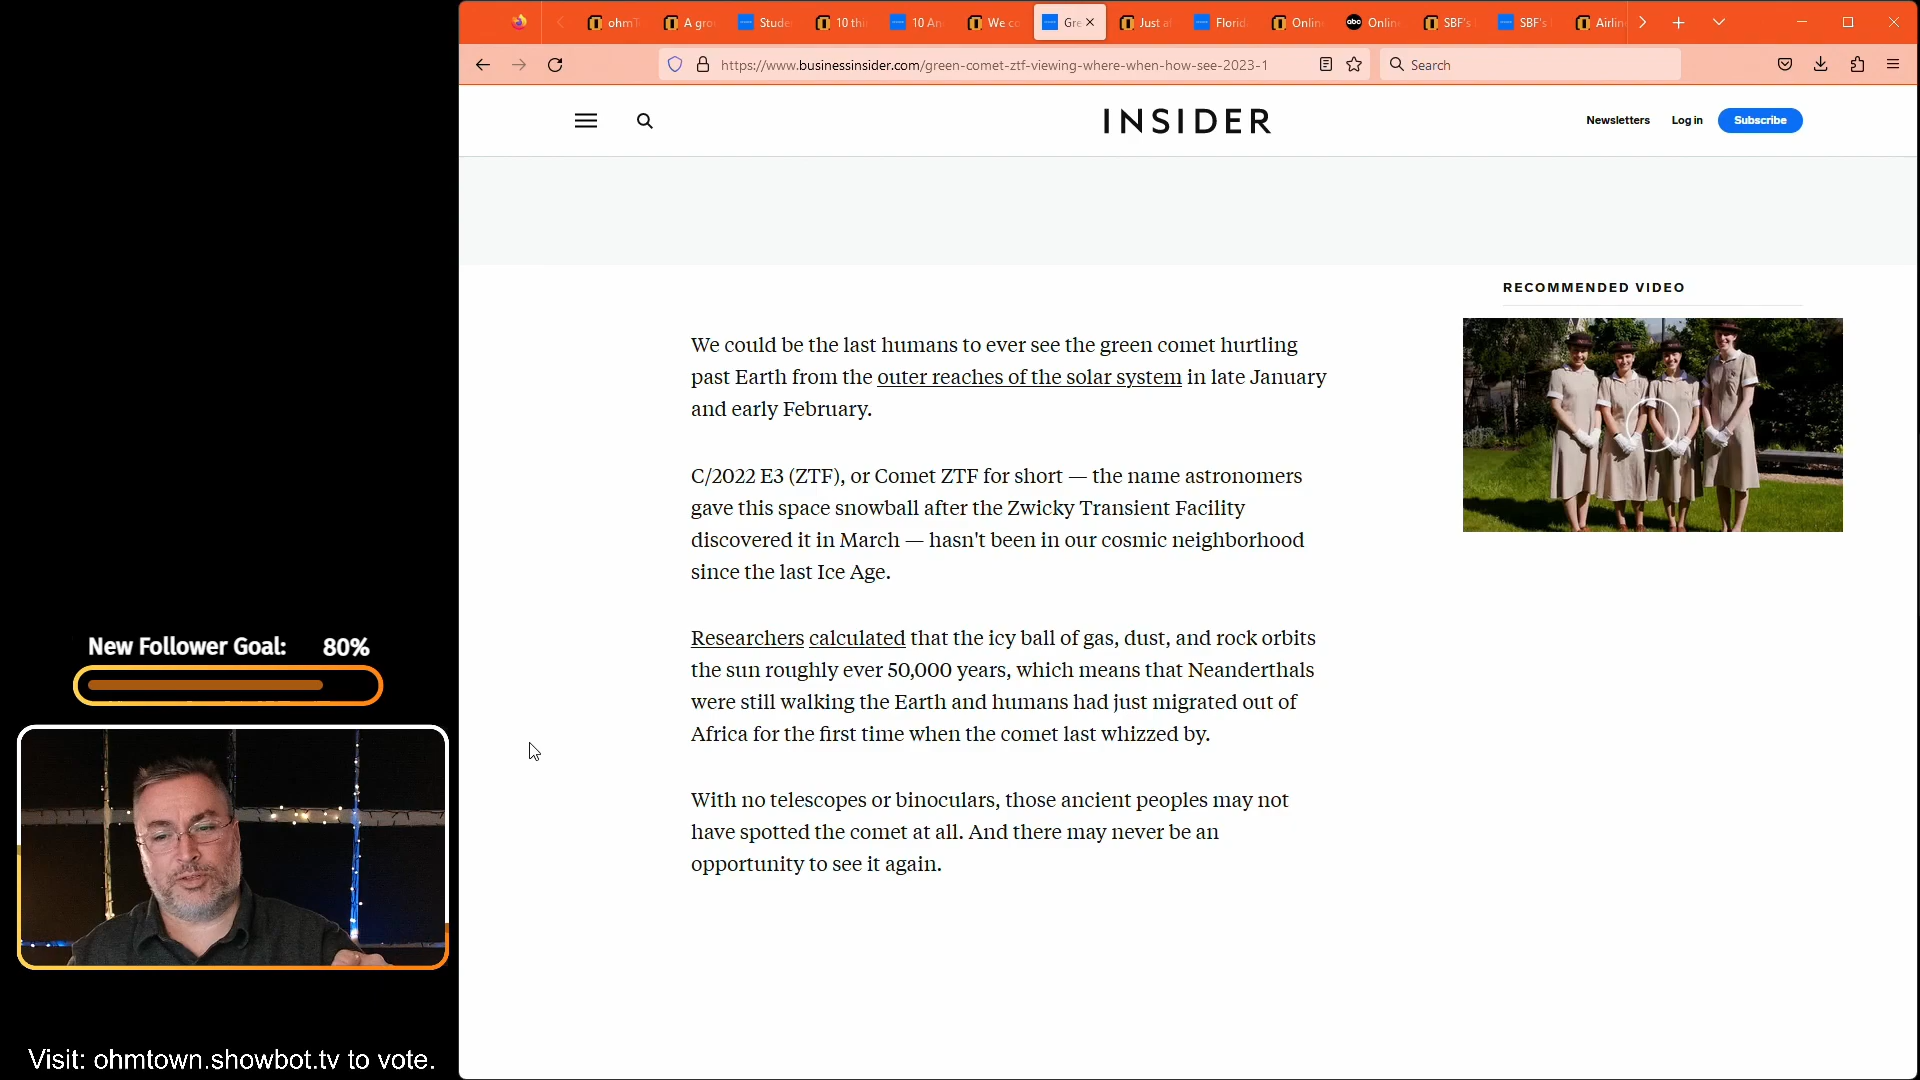 ohmT
A gro
Stude
10 thi
10 An
We co
Gre
Just a
Florid
Onlin
abc
Onlin
SBF's
SBF's
Airlin
https://www.businessinsider.com/green-comet-ztf-viewing-where-when-how-see-2023-1
Search
INSIDER
Newsletters
Log in
Subscribe
RECOMMENDED VIDEO
We could be the last humans to ever see the green comet hurtling
past Earth from the outer reaches of the solar system in late January
and early February.
C/2022 E3 (ZTF), or Comet ZTF for short — the name astronomers
gave this space snowball after the Zwicky Transient Facility
discovered it in March — hasn't been in our cosmic neighborhood
since the last Ice Age.
Researchers calculated that the icy ball of gas, dust, and rock orbits
the sun roughly ever 50,000 years, which means that Neanderthals
were still walking the Earth and humans had just migrated out of
Africa for the first time when the comet last whizzed by.
With no telescopes or binoculars, those ancient peoples may not
have spotted the comet at all. And there may never be an
opportunity to see it again.
New Follower Goal: 80%
Visit: ohmtown.showbot.tv to vote.